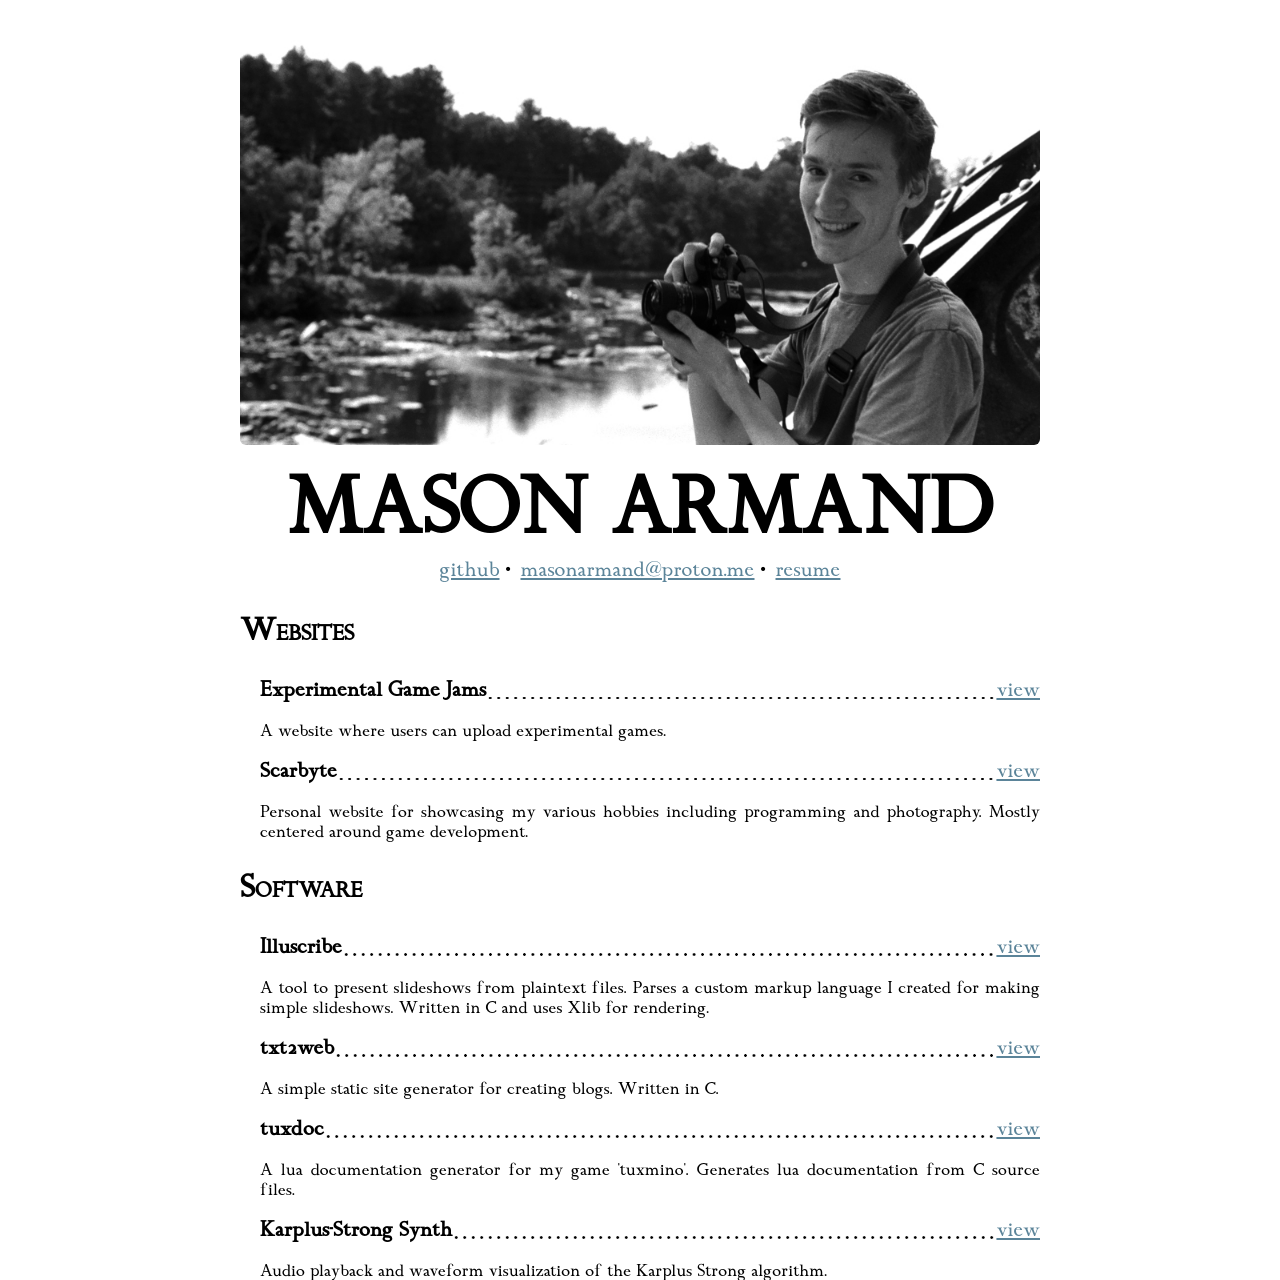 MASON ARMAND
github • masonarmand@proton.me • resume
Websites
Experimental Game Jams view
A website where users can upload experimental games.
Scarbyte view
Personal website for showcasing my various hobbies including programming and photography. Mostly
centered around game development.
Software
Illuscribe view
A tool to present slideshows from plaintext files. Parses a custom markup language I created for making
simple slideshows. Written in C and uses Xlib for rendering.
txt2web view
A simple static site generator for creating blogs. Written in C.
tuxdoc view
A lua documentation generator for my game 'tuxmino'. Generates lua documentation from C source
files.
Karplus-Strong Synth view
Audio playback and waveform visualization of the Karplus Strong algorithm.